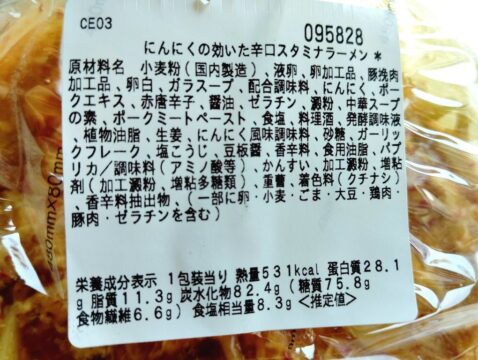 CE03
095828
にんにくの効いた辛口スタミナラーメン *
原材料名 小麦粉(国内製造)、液卵、卵加工品、豚挽肉
加工品、卵白、ガラスープ、配合調味料、にんにく、ポー
クエキス、赤唐辛子、醤油、ゼラチン、澱粉、中華スープ
の素、ポークミートペースト、食塩、料理酒、発酵調味液
、植物油脂、生姜、にんにく風味調味料、砂糖、ガーリッ
クフレーク、塩こうじ、豆板醤、香辛料、食用油脂、パプ
リカ/調味料(アミノ酸等)、かんすい、加工澱粉、増粘
剤(加工澱粉、増粘多糖類)、重曹、着色料(クチナシ)
、香辛料抽出物、(一部に卵・小麦・ごま・大豆・鶏肉・
豚肉・ゼラチンを含む)
栄養成分表示 1包装当り 熱量531kcal 蛋白質28.1
g 脂質11.3g 炭水化物82.4g(糖質75.8g
食物繊維6.6g) 食塩相当量8.3g <推定値>